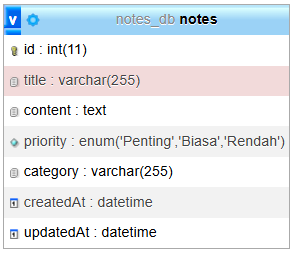 v notes_db notes
id : int(11)
title : varchar(255)
content : text
priority : enum('Penting','Biasa','Rendah')
category : varchar(255)
createdAt : datetime
updatedAt : datetime